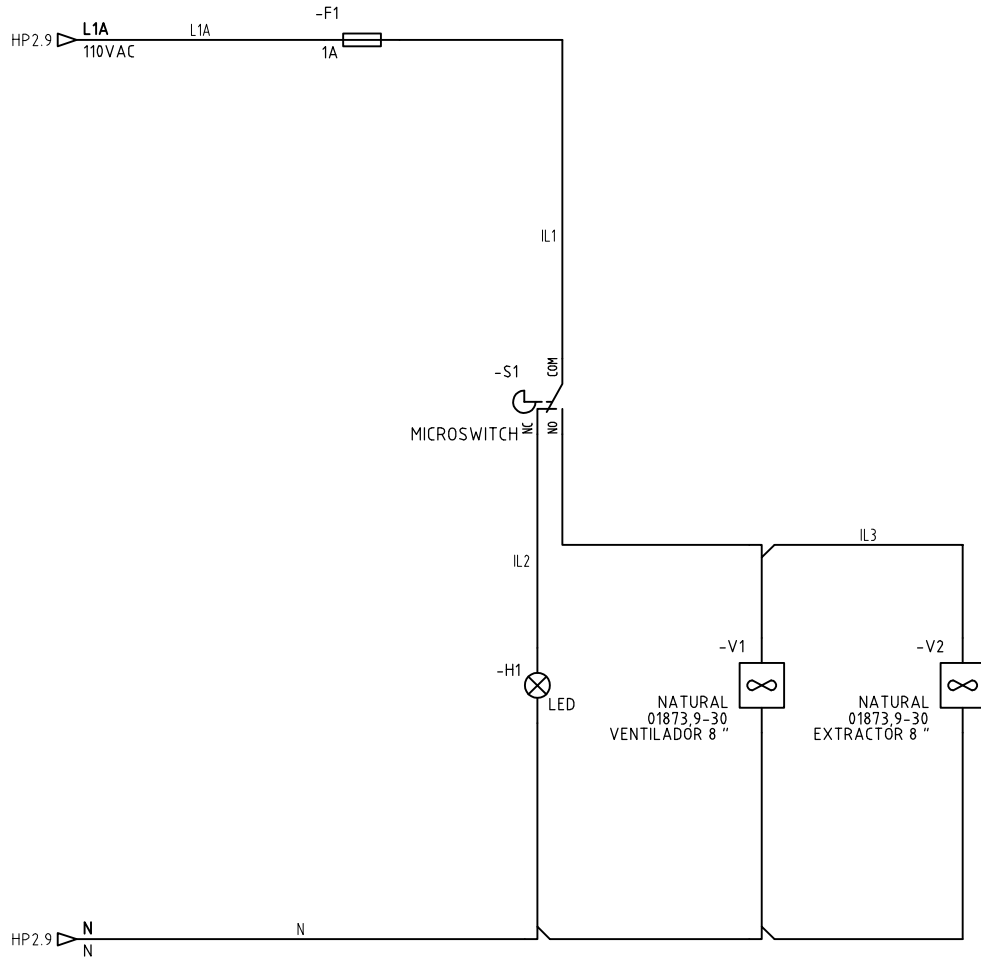 -F1
HP2.9
L1A
L1A
110VAC
1A
IL1
COM
-S1
MICROSWITCH
NC
NO
IL2
IL3
-H1
LED
-V1
NATURAL
01873,9-30
VENTILADOR 8 "
-V2
NATURAL
01873,9-30
EXTRACTOR 8 "
HP2.9
N
N
N